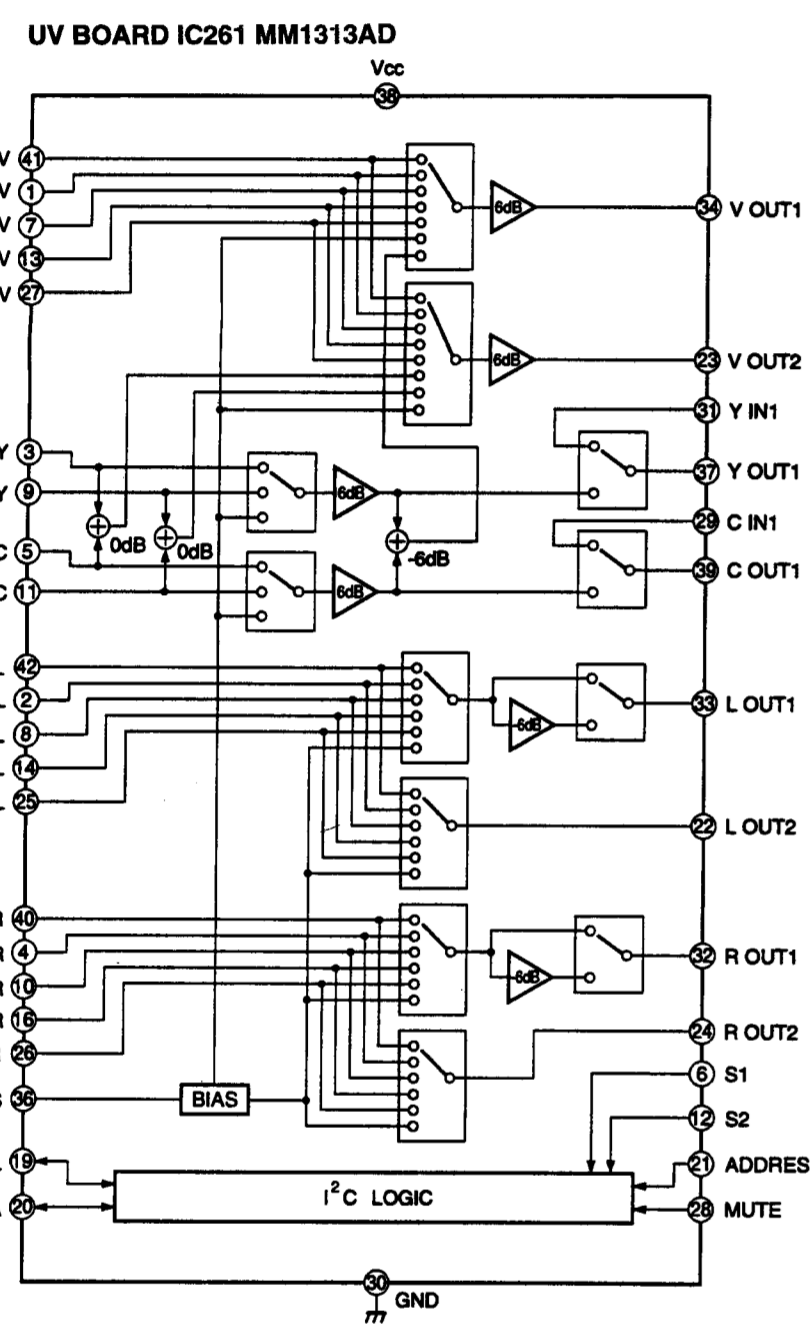 UV BOARD IC261 MM1313AD
Vcc
38
V 41
V 1
V 7
V 13
V 27
6dB
34 V OUT1
6dB
23 V OUT2
31 Y IN1
Y 3
Y 9
6dB
37 Y OUT1
29 C IN1
0dB
0dB
-6dB
C 5
C 11
6dB
39 C OUT1
42
2
8
14
25
-6dB
33 L OUT1
22 L OUT2
R 40
R 4
R 10
R 16
26
-6dB
32 R OUT1
24 R OUT2
6 S1
36
BIAS
12 S2
19
20
I²C LOGIC
21 ADDRES
28 MUTE
30
GND